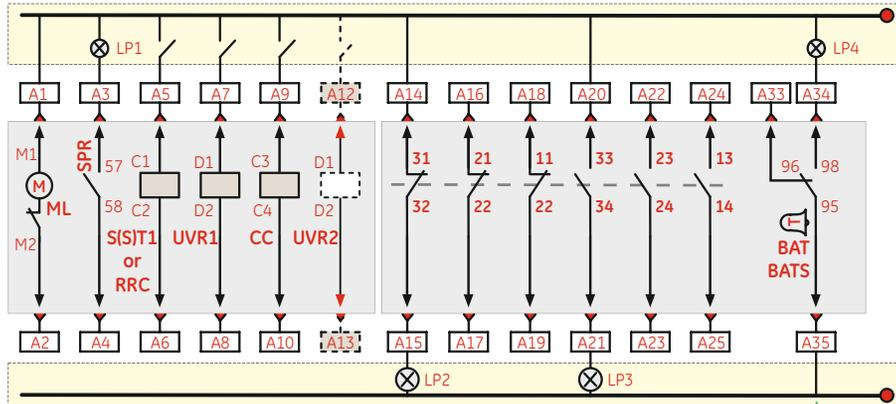 LP1
LP4
A1 A3 A5 A7 A9 A12 A14 A16 A18 A20 A22 A24 A33 A34
M1 SPR 57 C1 D1 C3 D1 31 21 11 33 23 13 96 98
M
ML 58 C2 D2 C4 D2 32 22 22 34 24 14 95
M2 S(S)T1 UVR1 CC UVR2 T
or BAT
RRC BATS
A2 A4 A6 A8 A10 A13 A15 A17 A19 A21 A23 A25 A35
LP2 LP3